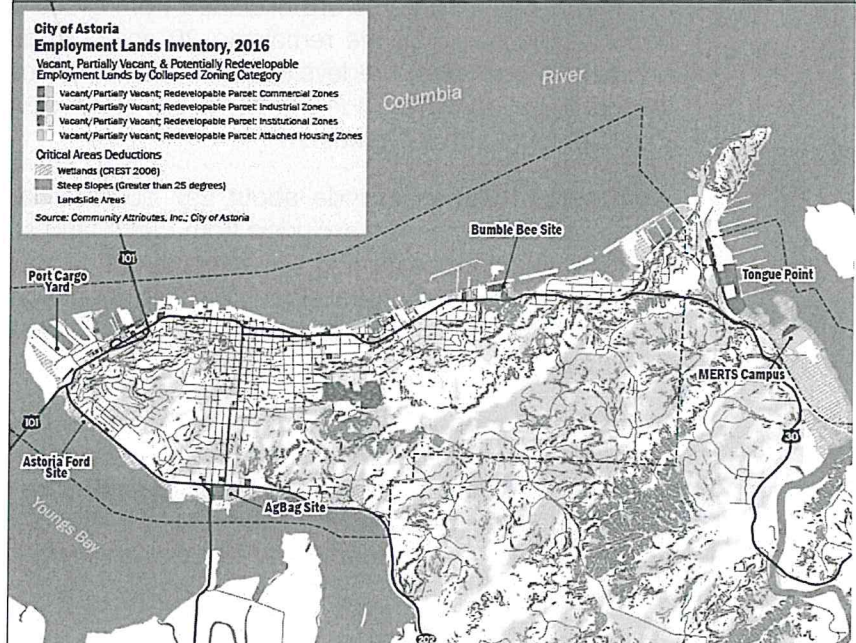 City of Astoria
Employment Lands Inventory, 2016
Vacant, Partially Vacant, & Potentially Redevelopable
Employment Lands by Collapsed Zoning Category
Vacant/Partially Vacant; Redevelopable Parcel: Commercial Zones
Vacant/Partially Vacant; Redevelopable Parcel: Industrial Zones
Vacant/Partially Vacant; Redevelopable Parcel: Institutional Zones
Vacant/Partially Vacant; Redevelopable Parcel: Attached Housing Zones
Critical Areas Deductions
Wetlands (CREST 2006)
Steep Slopes (Greater than 25 degrees)
Landslide Areas
Source: Community Attributes, Inc.; City of Astoria
Columbia River
Bumble Bee Site
101
Port Cargo
Yard
Tongue Point
MERTS Campus
101
30
Astoria Ford
Site
AgBag Site
Youngs Bay
202